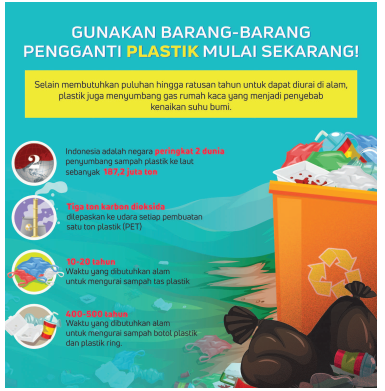 GUNAKAN BARANG-BARANG
PENGGANTI PLASTIK MULAI SEKARANG!
Selain membutuhkan puluhan hingga ratusan tahun untuk dapat diurai di alam,
plastik juga menyumbang gas rumah kaca yang menjadi penyebab
kenaikan suhu bumi.
2
Indonesia adalah negara peringkat 2 dunia
penyumbang sampah plastik ke laut
sebanyak 187,2 juta ton
Tiga ton karbon dioksida
dilepaskan ke udara setiap pembuatan
satu ton plastik (PET)
10-20 tahun
Waktu yang dibutuhkan alam
untuk mengurai sampah tas plastik
400-500 tahun
Waktu yang dibutuhkan alam
untuk mengurai sampah botol plastik
dan plastik ring.